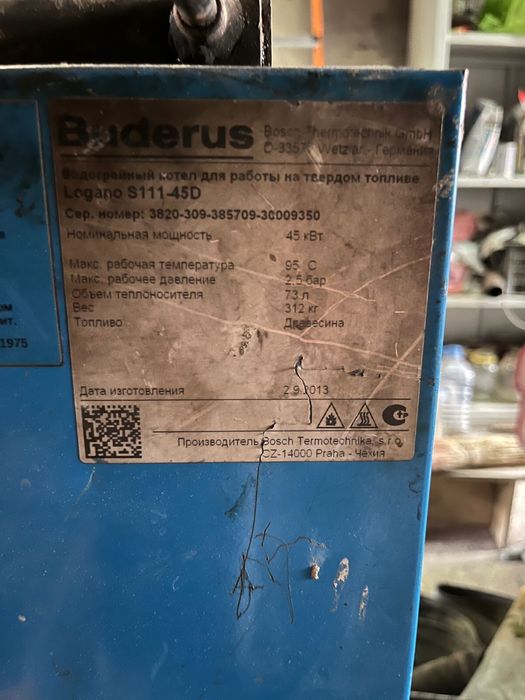 Buderus
Bosch Thermotechnik GmbH
D-3357 Wetzlar - Германия
Водогрейный котел для работы на твердом топливе
Logano S111-45D
Сер. номер: 3820-309-385709-30009350
Номинальная мощность 45 кВт
Макс. рабочая температура 95 С
Макс. рабочее давление 2,5 бар
Объем теплоносителя 73 л
Вес 312 кг
Топливо Древесина
Дата изготовления 2.9.2013
Производитель Bosch Termotechnika, s.r.o.
CZ-14000 Praha - Чехия
1975